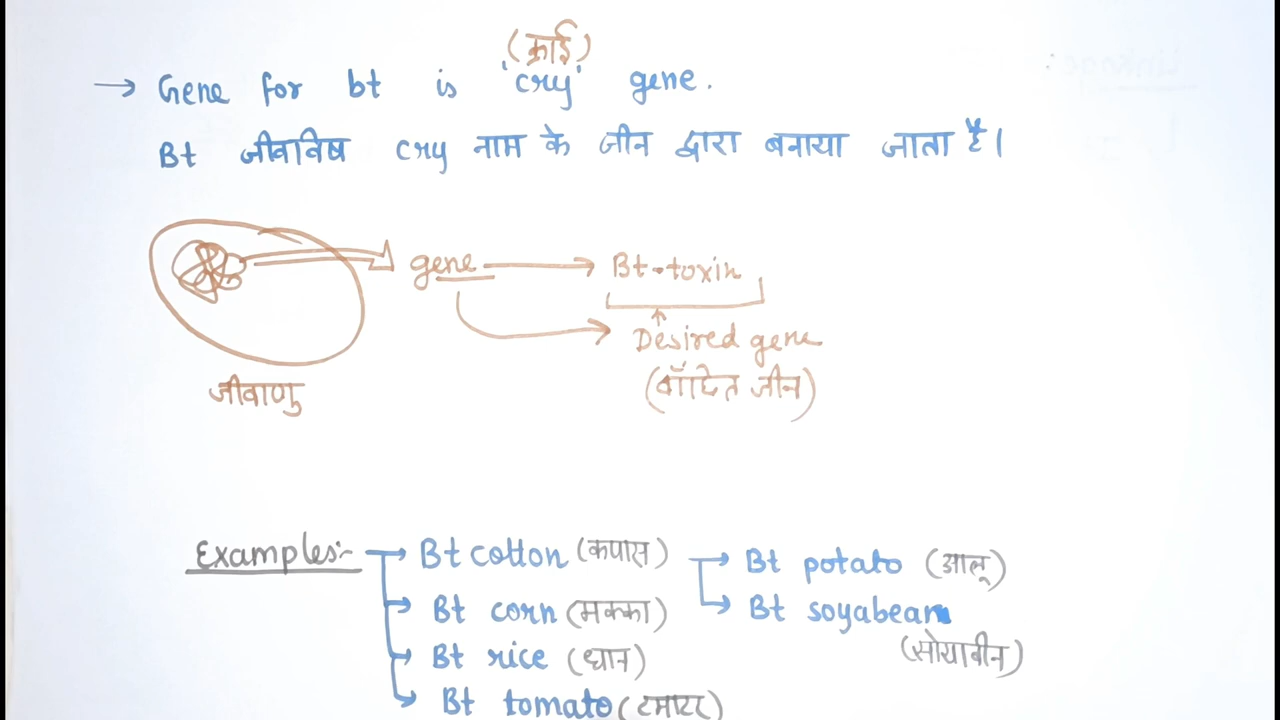 (क्राई)
→ Gene for bt is 'cry' gene.
Bt जीवविष cry नाम के जीन द्वारा बनाया जाता है।
gene → Bt-toxin
Desired gene
(वाँछित जीन)
जीवाणु
Examples:- → Bt cotton (कपास) → Bt potato (आलू)
→ Bt corn (मक्का) → Bt soyabean
(सोयाबीन)
→ Bt rice (धान)
→ Bt tomato (टमाटर)